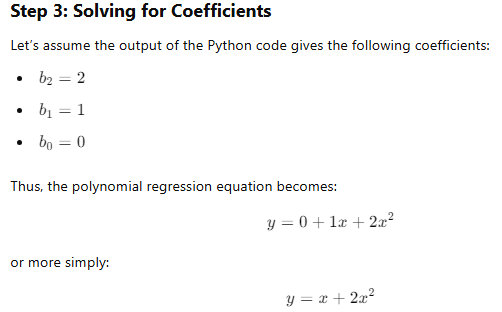 Step 3: Solving for Coefficients
Let's assume the output of the Python code gives the following coefficients:
• b₂ = 2
• b₁ = 1
• b₀ = 0
Thus, the polynomial regression equation becomes:
y = 0 + 1x + 2x²
or more simply:
y = x + 2x²